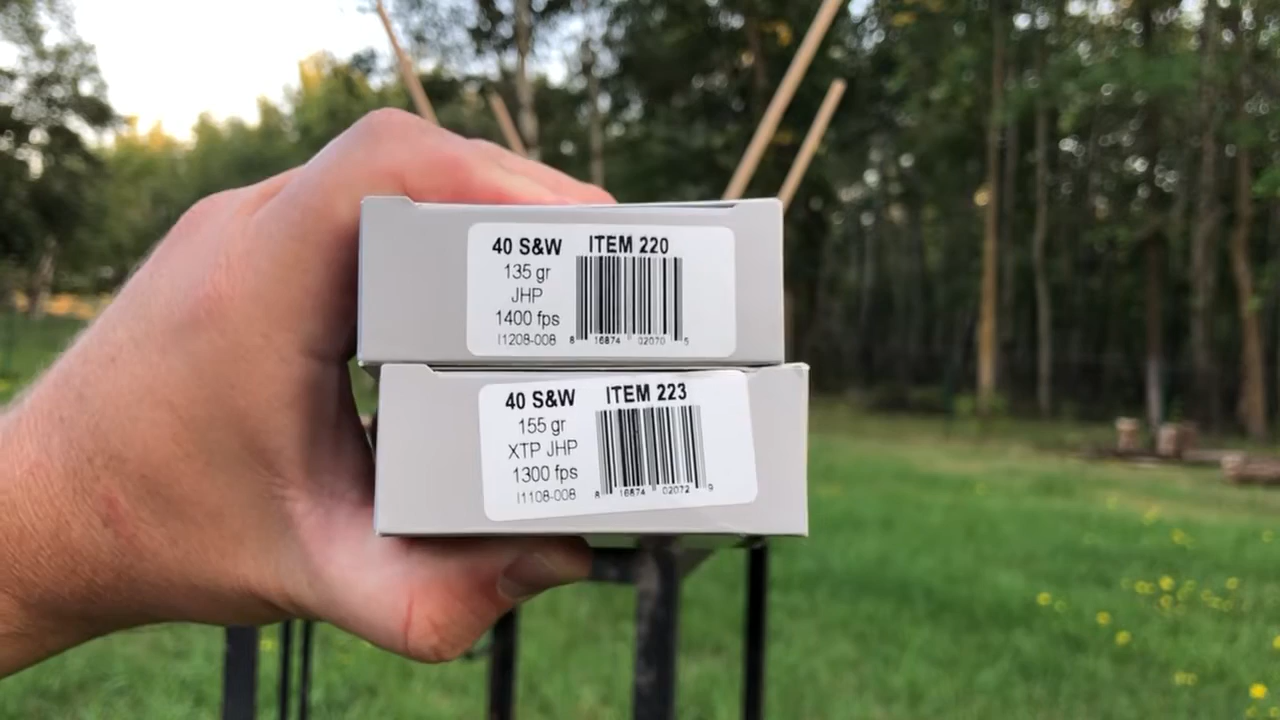 40 S&W ITEM 220
135 gr
JHP
1400 fps
I1208-008
8 16874 02070 5
40 S&W ITEM 223
155 gr
XTP JHP
1300 fps
I1108-008
8 16874 02072 9